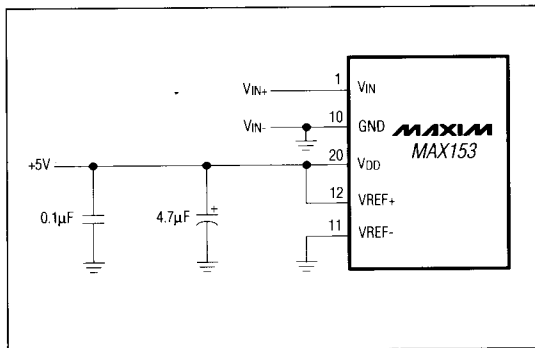 VIN+ 1 VIN
VIN- 10 GND
MAXIM
MAX153
+5V 20 VDD
12 VREF+
0.1µF 4.7µF + 11 VREF-